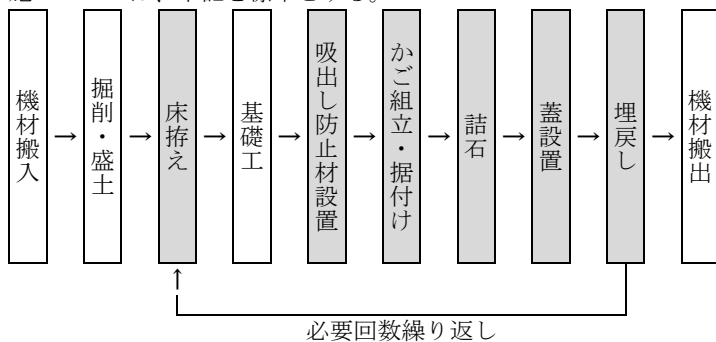 機材搬入
→
掘削・盛土
→
床拵え
→
基礎工
→
吸出し防止材設置
→
かご組立・据付け
→
詰石
→
蓋設置
→
埋戻し
→
機材搬出
↑
必要回数繰り返し